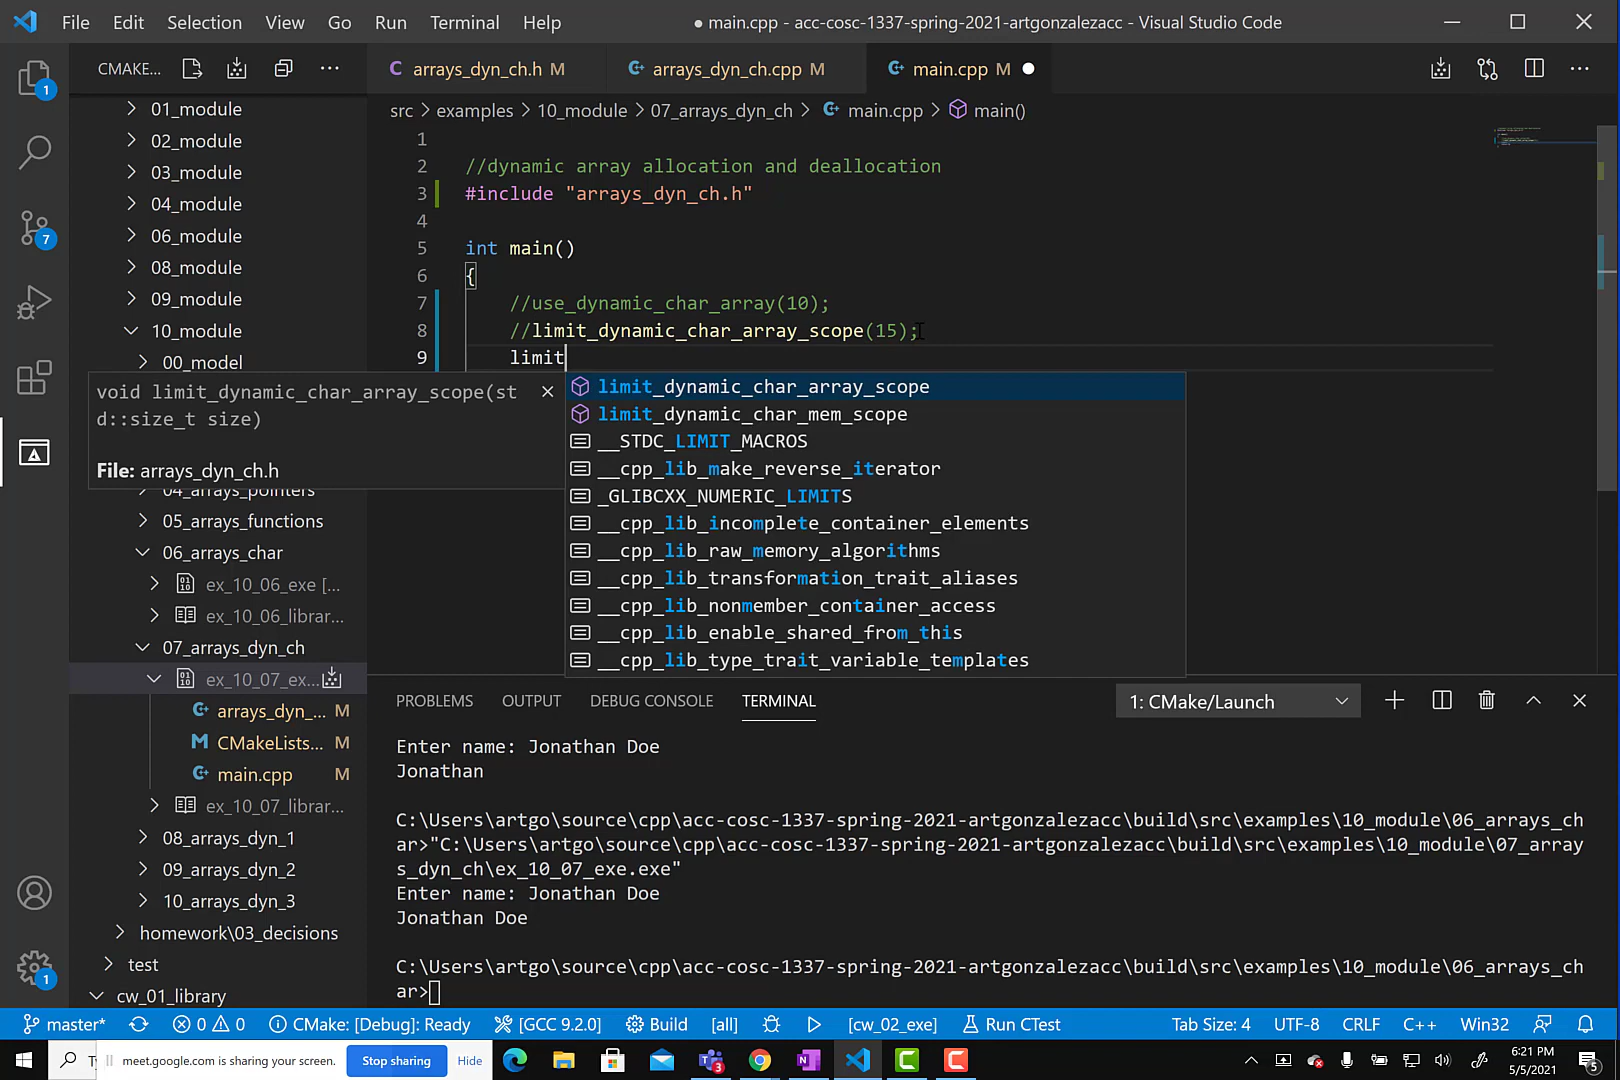 File Edit Selection View Go Run Terminal Help
● main.cpp - acc-cosc-1337-spring-2021-artgonzalezacc - Visual Studio Code
CMAKE...
arrays_dyn_ch.h M
arrays_dyn_ch.cpp M
main.cpp M
src > examples > 10_module > 07_arrays_dyn_ch > main.cpp > main()
01_module
02_module
03_module
04_module
06_module
08_module
09_module
10_module
00_model
04_arrays_pointers
05_arrays_functions
06_arrays_char
ex_10_06_exe [...
ex_10_06_librar...
07_arrays_dyn_ch
ex_10_07_ex...
arrays_dyn_... M
CMakeLists... M
main.cpp M
ex_10_07_librar...
08_arrays_dyn_1
09_arrays_dyn_2
10_arrays_dyn_3
homework\03_decisions
test
cw_01_library
1
2 //dynamic array allocation and deallocation
3 #include "arrays_dyn_ch.h"
4
5 int main()
6 {
7 //use_dynamic_char_array(10);
8 //limit_dynamic_char_array_scope(15);
9 limit
void limit_dynamic_char_array_scope(st
d::size_t size)
File: arrays_dyn_ch.h
limit_dynamic_char_array_scope
limit_dynamic_char_mem_scope
__STDC_LIMIT_MACROS
__cpp_lib_make_reverse_iterator
_GLIBCXX_NUMERIC_LIMITS
__cpp_lib_incomplete_container_elements
__cpp_lib_raw_memory_algorithms
__cpp_lib_transformation_trait_aliases
__cpp_lib_nonmember_container_access
__cpp_lib_enable_shared_from_this
__cpp_lib_type_trait_variable_templates
PROBLEMS OUTPUT DEBUG CONSOLE TERMINAL
1: CMake/Launch
Enter name: Jonathan Doe
Jonathan
C:\Users\artgo\source\cpp\acc-cosc-1337-spring-2021-artgonzalezacc\build\src\examples\10_module\06_arrays_ch
ar>"C:\Users\artgo\source\cpp\acc-cosc-1337-spring-2021-artgonzalezacc\build\src\examples\10_module\07_array
s_dyn_ch\ex_10_07_exe.exe"
Enter name: Jonathan Doe
Jonathan Doe
C:\Users\artgo\source\cpp\acc-cosc-1337-spring-2021-artgonzalezacc\build\src\examples\10_module\06_arrays_ch
ar>
1
7
1
master* 0 0 CMake: [Debug]: Ready [GCC 9.2.0] Build [all] [cw_02_exe] Run CTest Tab Size: 4 UTF-8 CRLF C++ Win32
meet.google.com is sharing your screen. Stop sharing Hide
3
6:21 PM
5/5/2021
5